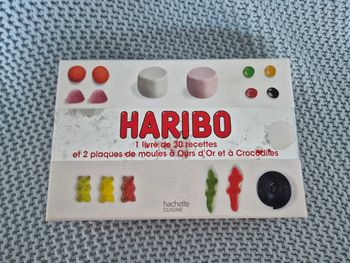 HARIBO
1 livre de 30 recettes
et 2 plaques de moules à Ours d'Or et à Crocodiles
hachette
CUISINE